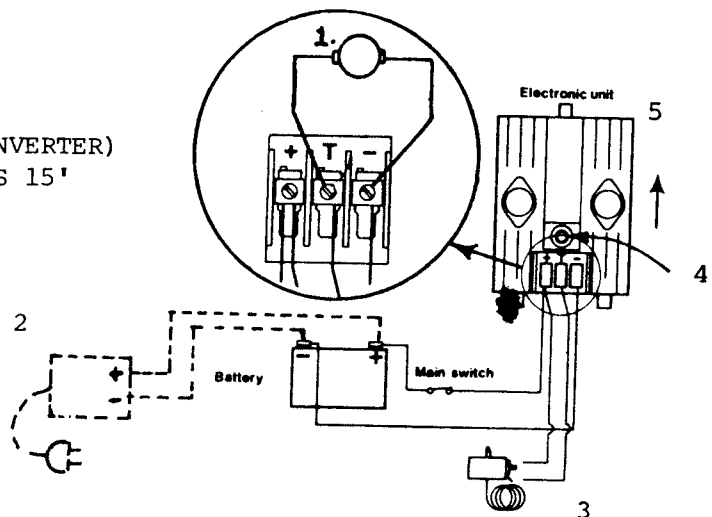 1.
Electronic unit
5
NVERTER)
S 15'
+ T -
+ -
4
2
+
-
Battery
- +
Main switch
3